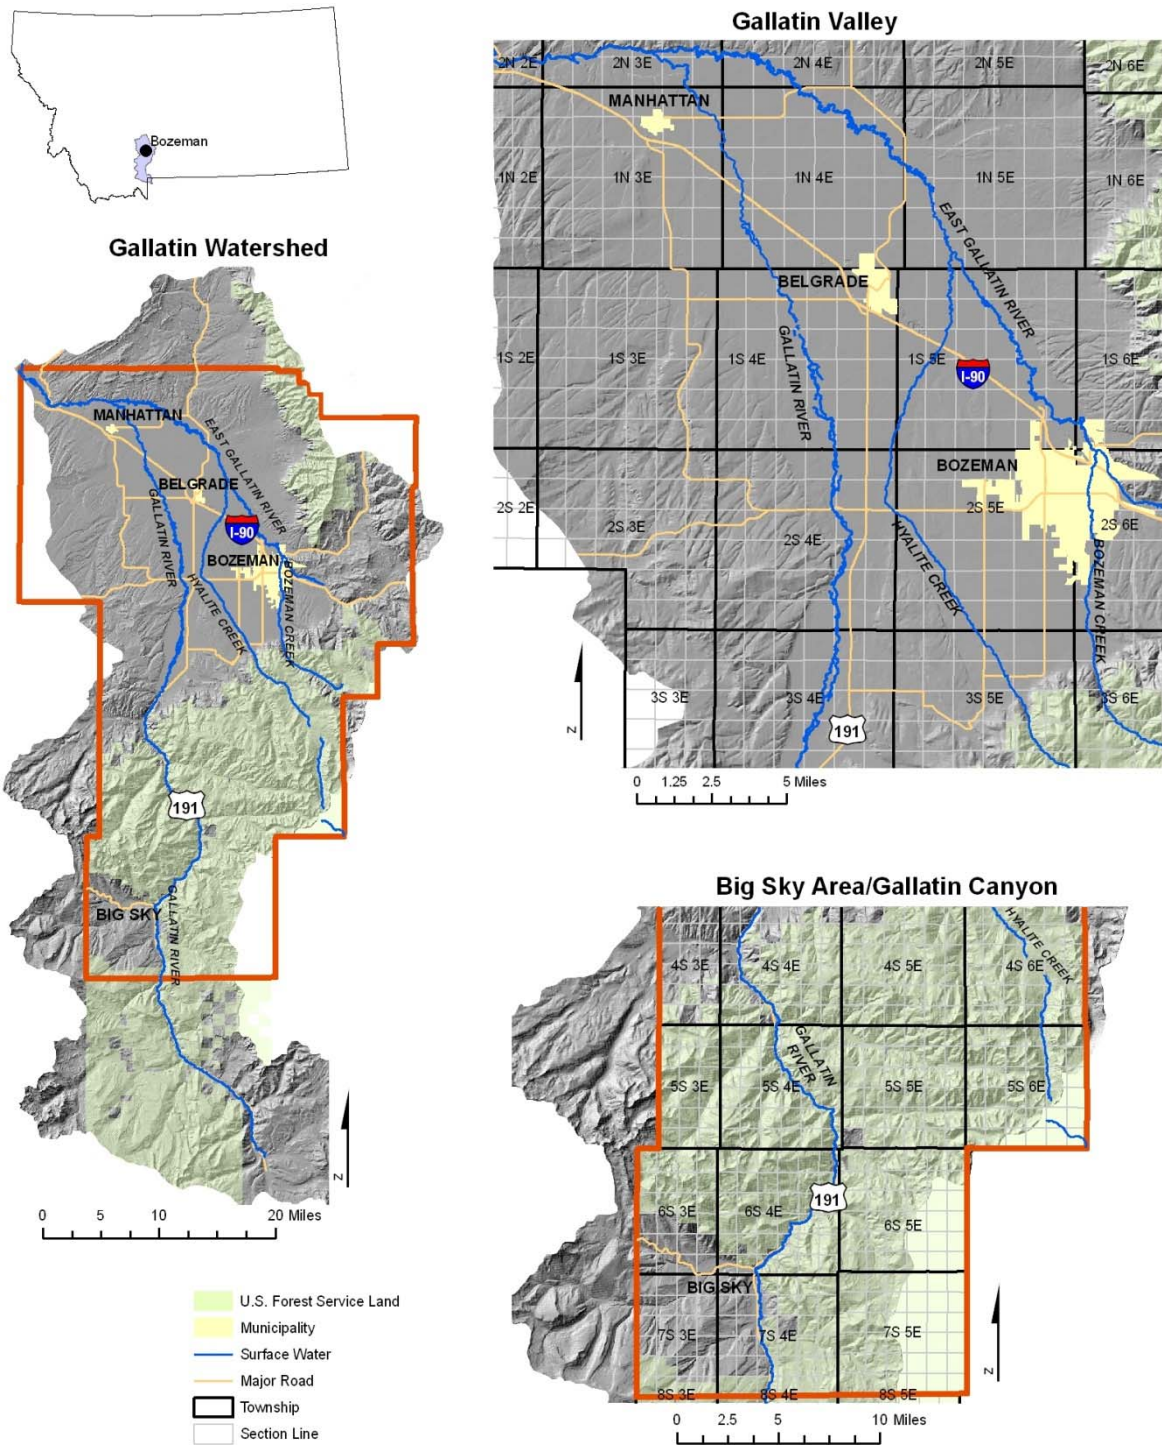 Bozeman
Gallatin Watershed
MANHATTAN
EAST GALLATIN RIVER
BELGRADE
GALLATIN RIVER
I-90
BOZEMAN
HYALITE CREEK
BOZEMAN CREEK
191
BIG SKY
GALLATIN RIVER
N
0 5 10 20 Miles
U.S. Forest Service Land
Municipality
Surface Water
Major Road
Township
Section Line
Gallatin Valley
2N 2E 2N 3E 2N 4E 2N 5E 2N 6E
MANHATTAN
1N 2E 1N 3E 1N 4E 1N 5E 1N 6E
EAST GALLATIN RIVER
BELGRADE
GALLATIN RIVER
1S 2E 1S 3E 1S 4E 1S 5E 1S 6E
I-90
BOZEMAN
2S 2E 2S 3E 2S 4E 2S 5E 2S 6E
HYALITE CREEK
BOZEMAN CREEK
3S 3E 3S 4E 3S 5E 3S 6E
191
N
0 1.25 2.5 5 Miles
Big Sky Area/Gallatin Canyon
HYALITE CREEK
4S 3E 4S 4E 4S 5E 4S 6E
GALLATIN
RIVER
5S 3E 5S 4E 5S 5E 5S 6E
191
6S 3E 6S 4E 6S 5E
BIG SKY
7S 3E 7S 4E 7S 5E
8S 3E 8S 4E 8S 5E
N
0 2.5 5 10 Miles